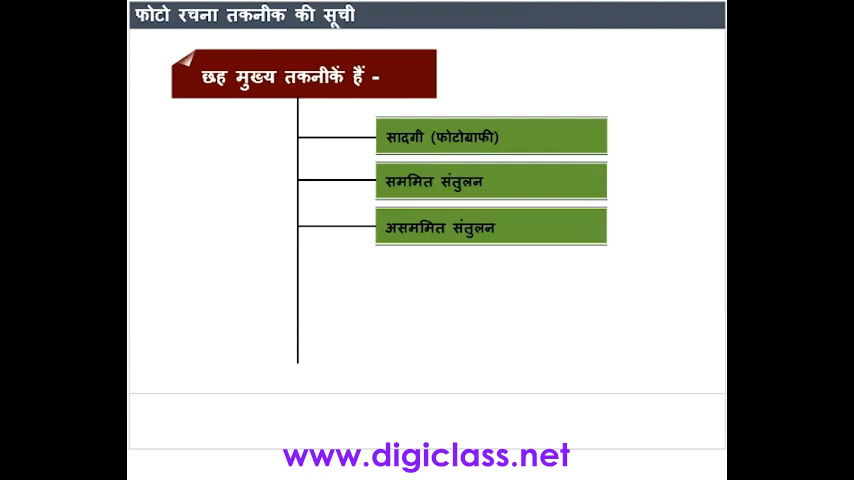 फोटो रचना तकनीक की सूची
छह मुख्य तकनीकें हैं -
सादगी (फोटोग्राफी)
सममित संतुलन
असममित संतुलन
www.digiclass.net